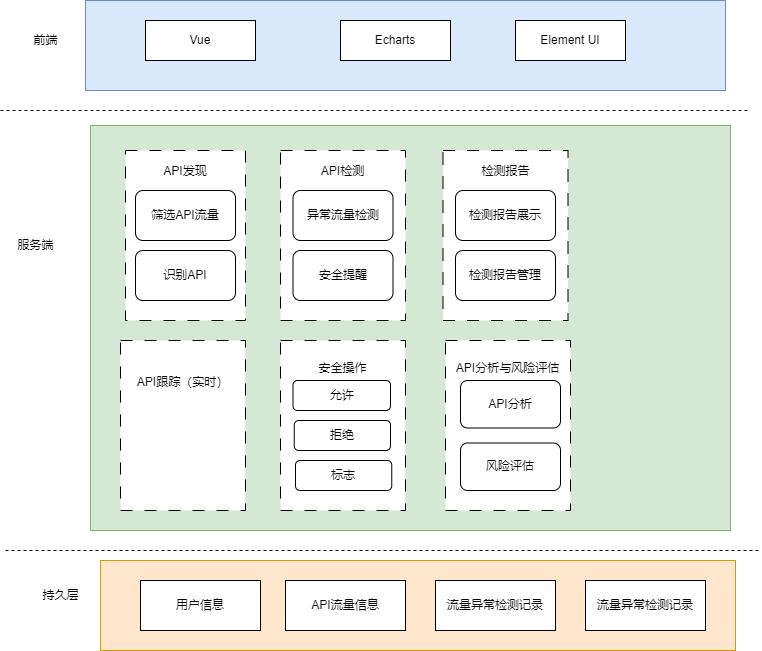 前端
Vue
Echarts
Element UI
服务端
API发现
筛选API流量
识别API
API检测
异常流量检测
安全提醒
检测报告
检测报告展示
检测报告管理
API跟踪（实时）
安全操作
允许
拒绝
标志
API分析与风险评估
API分析
风险评估
持久层
用户信息
API流量信息
流量异常检测记录
流量异常检测记录